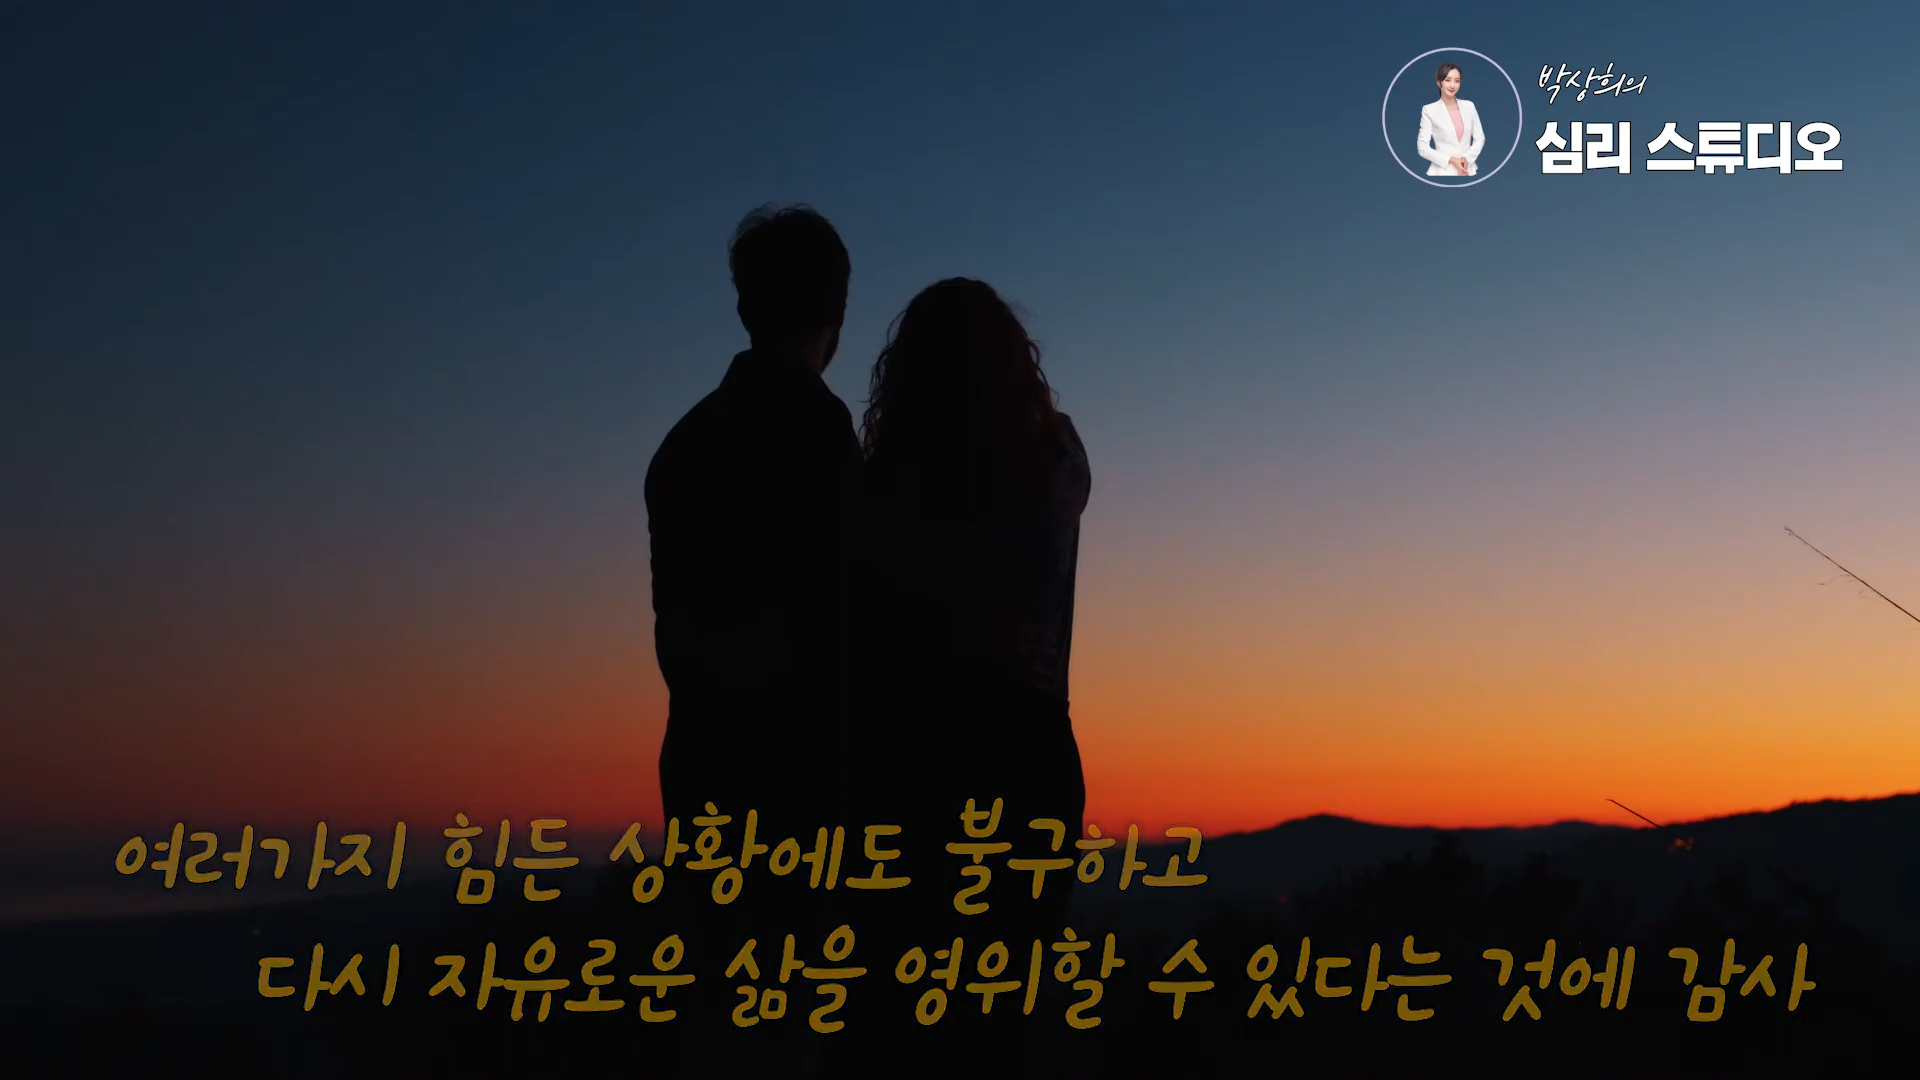 박상희의
심리 스튜디오
여러가지 힘든 상황에도 불구하고
다시 자유로운 삶을 영위할 수 있다는 것에 감사